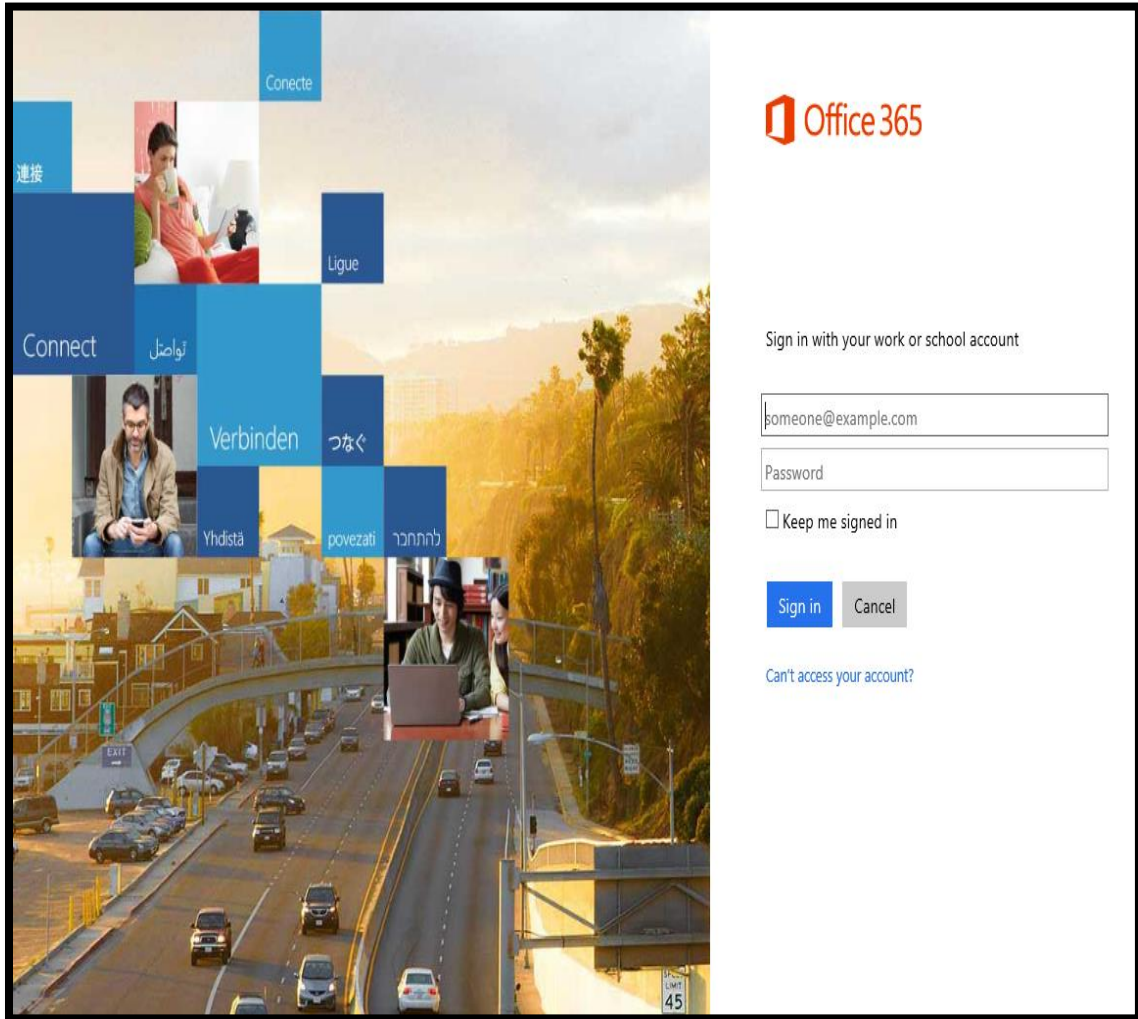 Conecte
連接
Ligue
Connect
تواصل
Verbinden
つなぐ
Yhdistä
povezati
להתחבר
EXIT
LIMIT
45
Office 365
Sign in with your work or school account
someone@example.com
Password
Keep me signed in
Sign in
Cancel
Can't access your account?